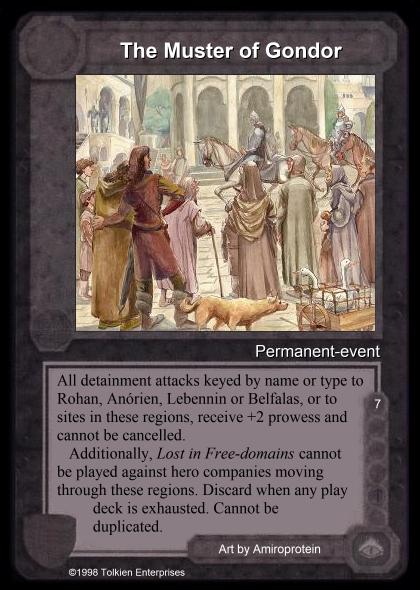 The Muster of Gondor
Permanent-event
All detainment attacks keyed by name or type to
Rohan, Anórien, Lebennin or Belfalas, or to
sites in these regions, receive +2 prowess and
cannot be cancelled.
Additionally, Lost in Free-domains cannot
be played against hero companies moving
through these regions. Discard when any play
deck is exhausted. Cannot be
duplicated.
7
Art by Amiroprotein
©1998 Tolkien Enterprises